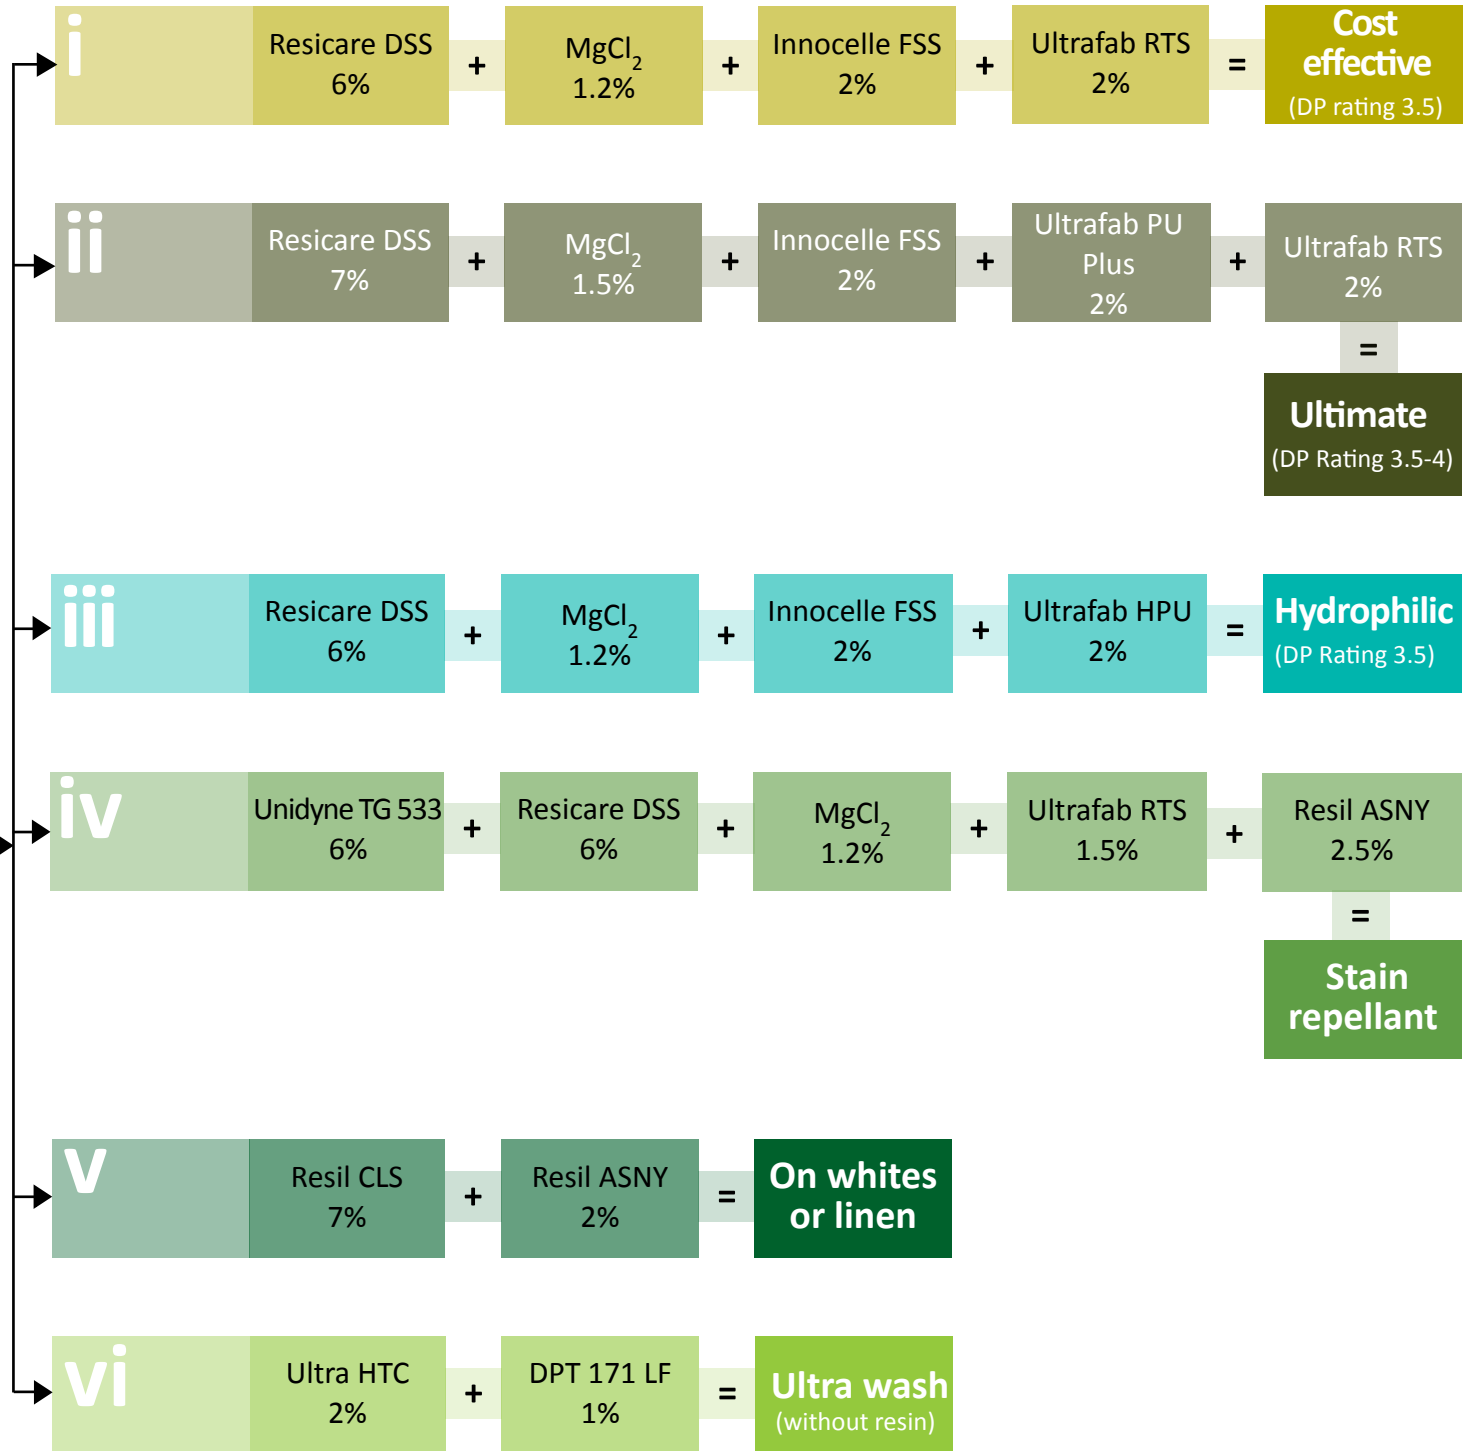 i
Resicare DSS
6%
+
MgCl₂
1.2%
+
Innocelle FSS
2%
+
Ultrafab RTS
2%
=
Cost
effective
(DP rating 3.5)
ii
Resicare DSS
7%
+
MgCl₂
1.5%
+
Innocelle FSS
2%
+
Ultrafab PU
Plus
2%
+
Ultrafab RTS
2%
=
Ultimate
(DP Rating 3.5-4)
iii
Resicare DSS
6%
+
MgCl₂
1.2%
+
Innocelle FSS
2%
+
Ultrafab HPU
2%
=
Hydrophilic
(DP Rating 3.5)
iv
Unidyne TG 533
6%
+
Resicare DSS
6%
+
MgCl₂
1.2%
+
Ultrafab RTS
1.5%
+
Resil ASNY
2.5%
=
Stain
repellant
v
Resil CLS
7%
+
Resil ASNY
2%
=
On whites
or linen
vi
Ultra HTC
2%
+
DPT 171 LF
1%
=
Ultra wash
(without resin)